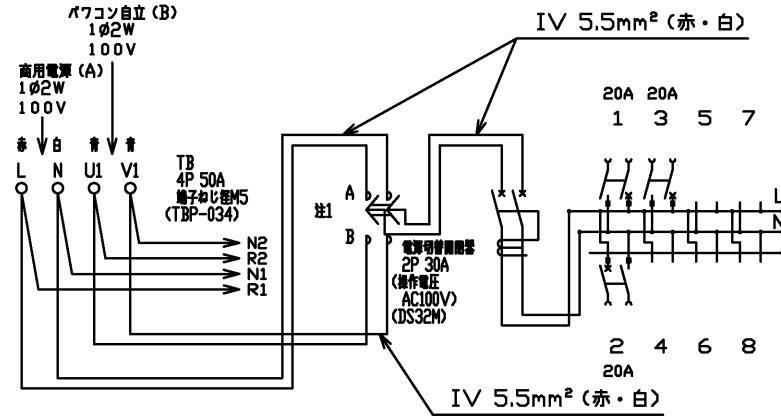 パワコン自立(B)
1φ2W
100V
商用電源(A)
1φ2W
100V
IV 5.5mm²(赤・白)
20A 20A
1 3 5 7
赤 白 青 青
L N U1 V1
TB
4P 50A
端子ねじ径M5
(TBP-034)
A
注1
B
L
N
N2
R2
N1
R1
電源切替開閉器
2P 30A
(操作電圧
AC100V)
(DS32M)
2 4 6 8
20A
IV 5.5mm²(赤・白)